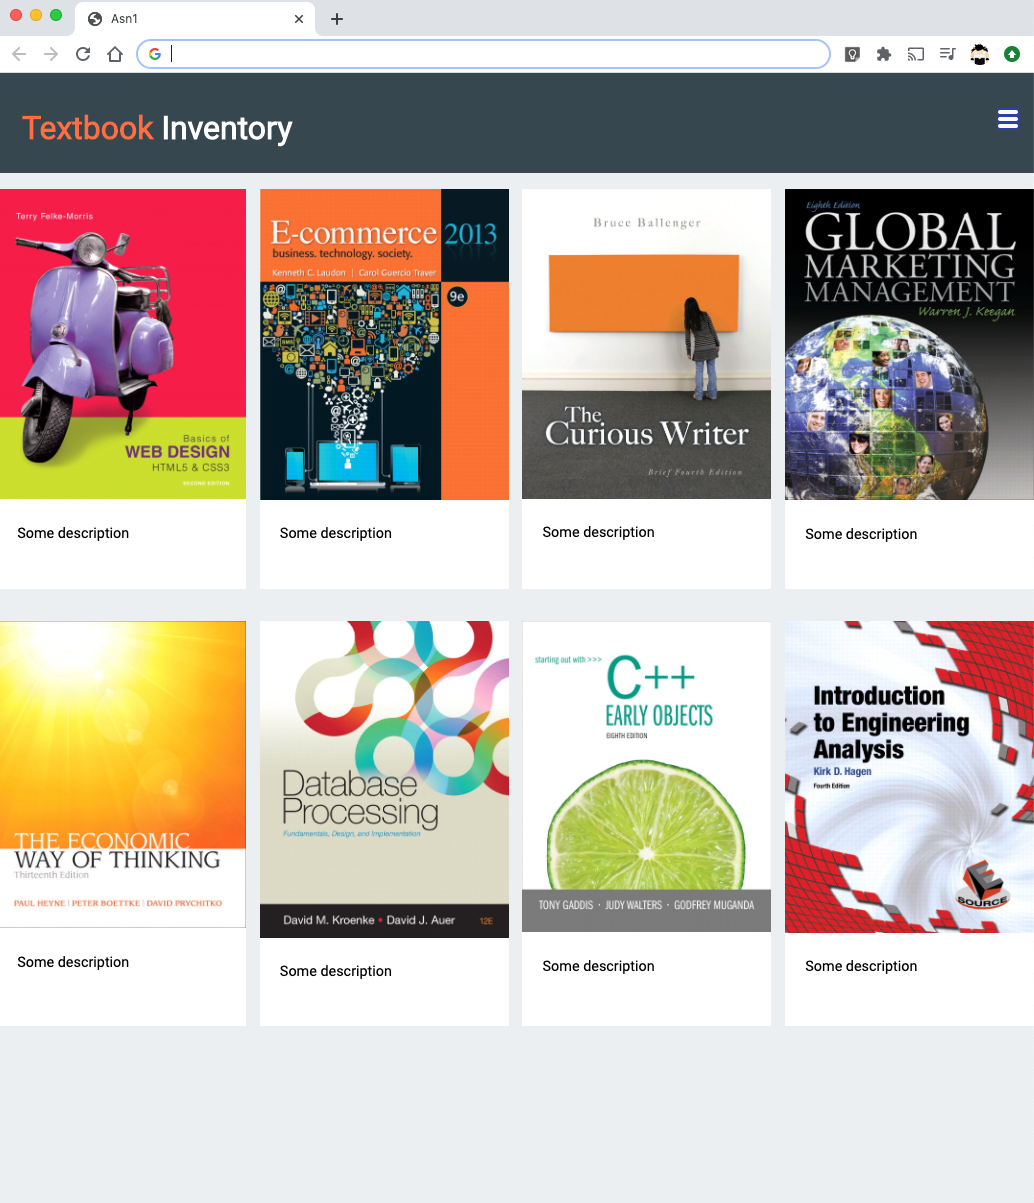 Asn1
Textbook Inventory
Terry Felke-Morris
Basics of
WEB DESIGN
HTML5 & CSS3
SECOND EDITION
Some description
E-commerce 2013
business. technology. society.
Kenneth C. Laudon | Carol Guercio Traver
9e
Some description
Bruce Ballenger
The
Curious Writer
Brief Fourth Edition
Some description
Eighth Edition
GLOBAL
MARKETING
MANAGEMENT
Warren J. Keegan
Some description
THE ECONOMIC
WAY OF THINKING
Thirteenth Edition
PAUL HEYNE | PETER BOETTKE | DAVID PRYCHITKO
Some description
Database
Processing
Fundamentals, Design, and Implementation
David M. Kroenke • David J. Auer
12E
Some description
starting out with >>>
C++
EARLY OBJECTS
EIGHTH EDITION
TONY GADDIS · JUDY WALTERS · GODFREY MUGANDA
Some description
Introduction
to Engineering
Analysis
Kirk D. Hagen
Fourth Edition
E
SOURCE
Some description